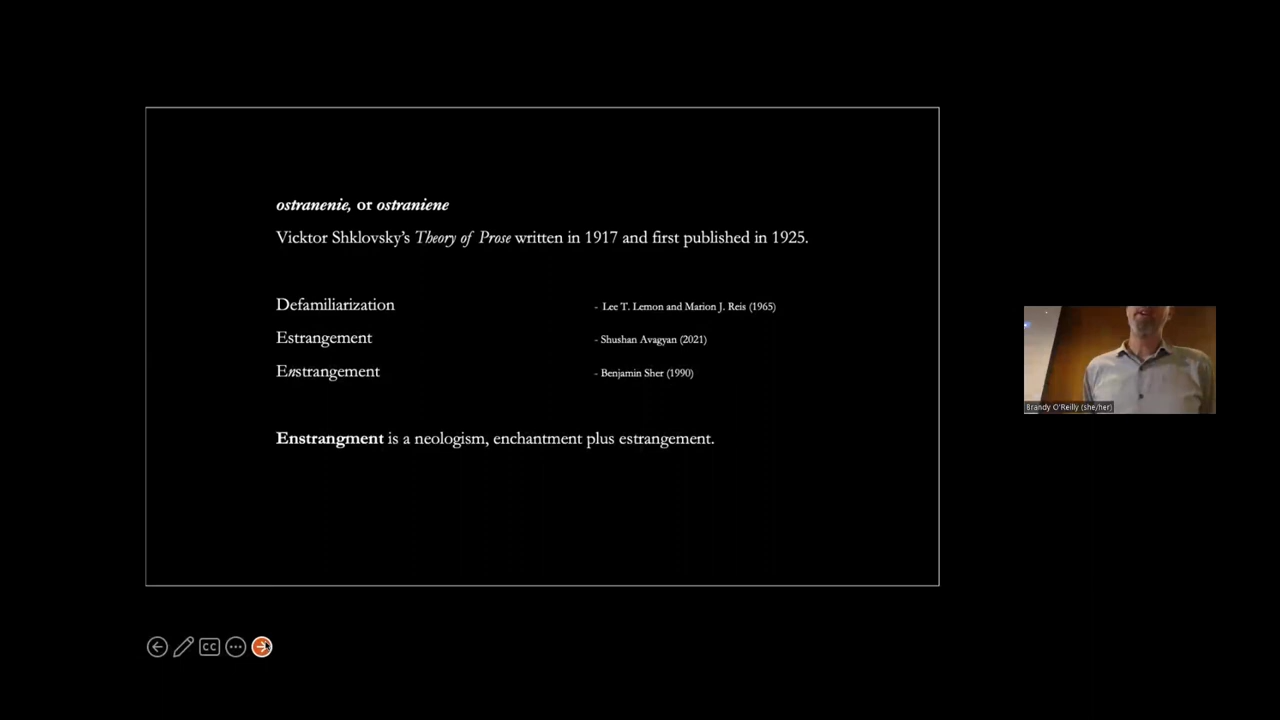 ostranenie, or ostraniene
Vicktor Shklovsky's Theory of Prose written in 1917 and first published in 1925.
Defamiliarization - Lee T. Lemon and Marion J. Reis (1965)
Estrangement - Shushan Avagyan (2021)
Enstrangement - Benjamin Sher (1990)
Enstrangment is a neologism, enchantment plus estrangement.
Brandy O'Reilly (she/her)
CC